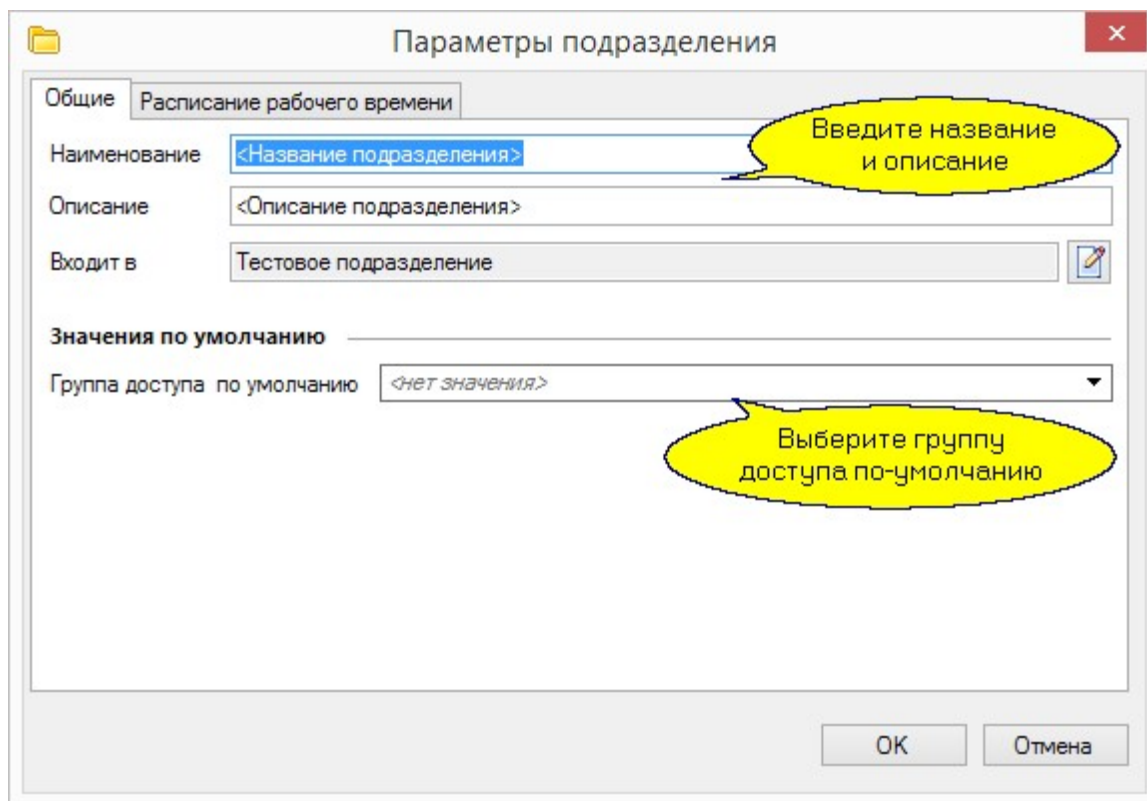 Параметры подразделения
Общие
Расписание рабочего времени
Введите название
и описание
Наименование
<Название подразделения>
Описание
<Описание подразделения>
Входит в
Тестовое подразделение
Значения по умолчанию
Группа доступа по умолчанию
<нет значения>
Выберите группу
доступа по-умолчанию
OK
Отмена